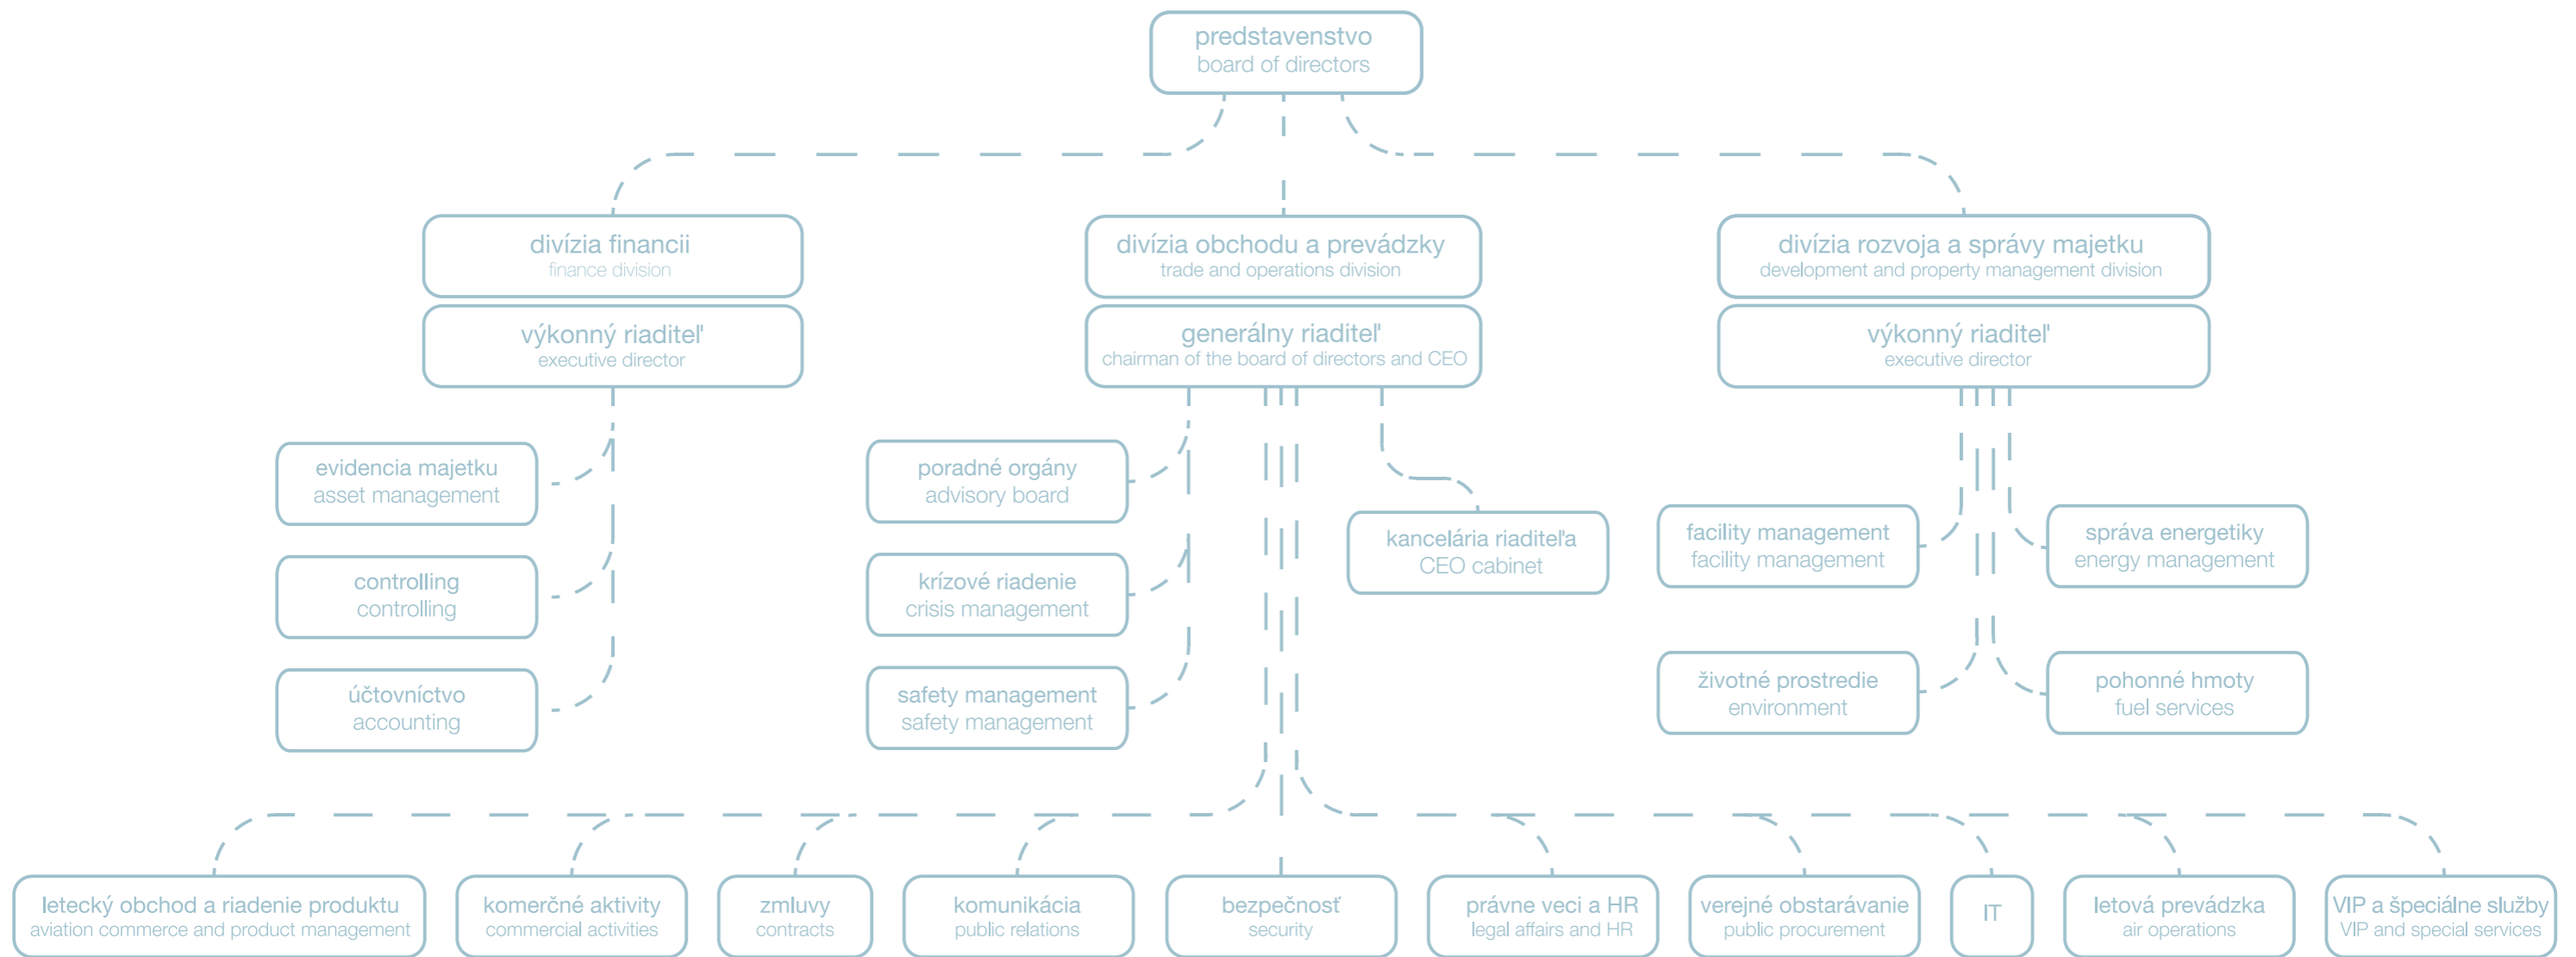 predstavenstvo
board of directors
divízia financii
finance division
výkonný riaditeľ
executive director
divízia obchodu a prevádzky
trade and operations division
generálny riaditeľ
chairman of the board of directors and CEO
divízia rozvoja a správy majetku
development and property management division
výkonný riaditeľ
executive director
evidencia majetku
asset management
controlling
controlling
účtovníctvo
accounting
poradné orgány
advisory board
krízové riadenie
crisis management
safety management
safety management
kancelária riaditeľa
CEO cabinet
facility management
facility management
správa energetiky
energy management
životné prostredie
environment
pohonné hmoty
fuel services
letecký obchod a riadenie produktu
aviation commerce and product management
komerčné aktivity
commercial activities
zmluvy
contracts
komunikácia
public relations
bezpečnosť
security
právne veci a HR
legal affairs and HR
verejné obstarávanie
public procurement
IT
letová prevádzka
air operations
VIP a špeciálne služby
VIP and special services